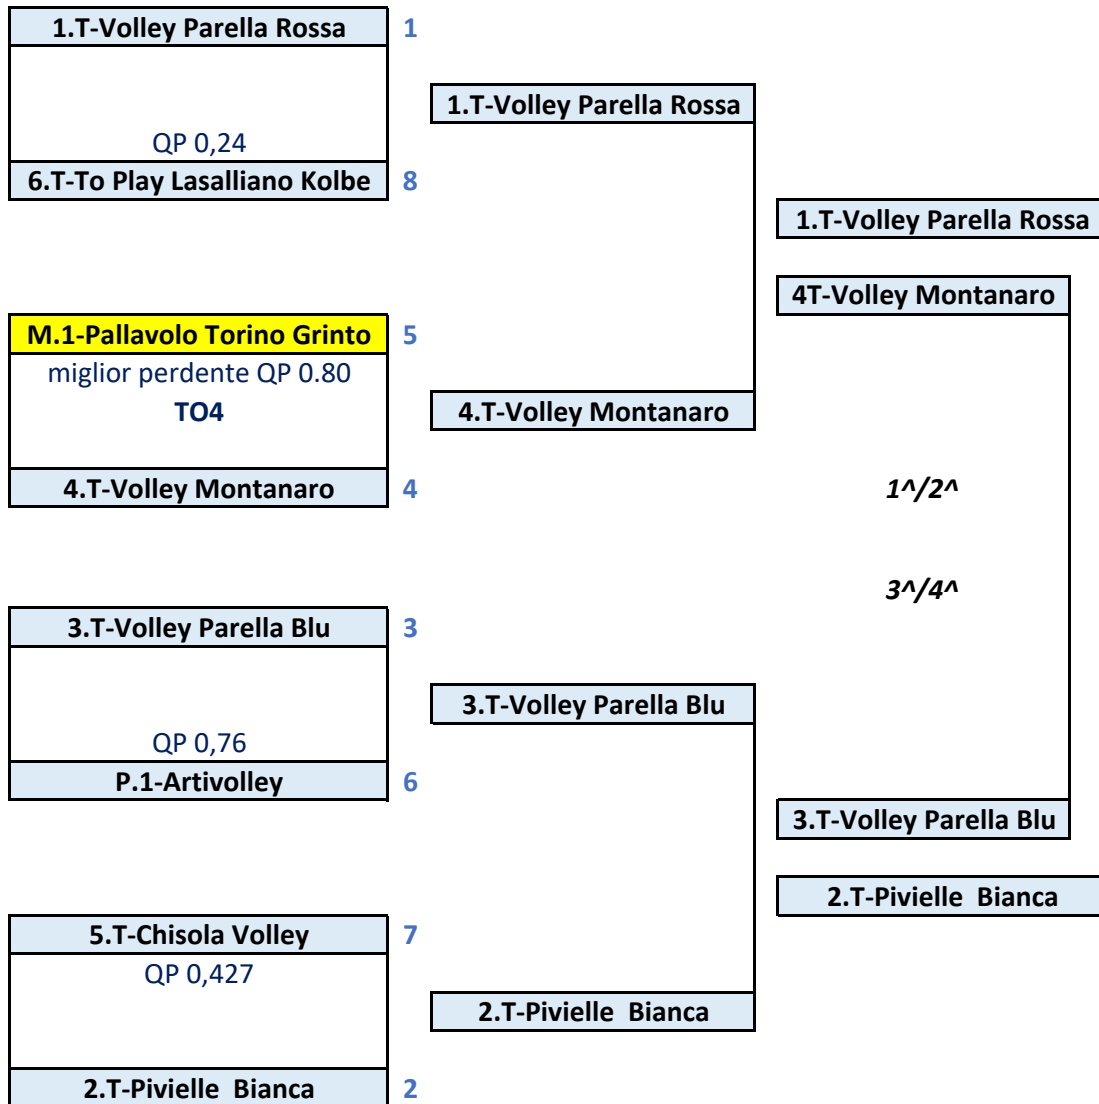 1.T-Volley Parella Rossa 1
QP 0,24
6.T-To Play Lasalliano Kolbe 8
M.1-Pallavolo Torino Grinto 5
miglior perdente QP 0.80
TO4
4.T-Volley Montanaro 4
3.T-Volley Parella Blu 3
QP 0,76
P.1-Artivolley 6
5.T-Chisola Volley 7
QP 0,427
2.T-Pivielle Bianca 2
1.T-Volley Parella Rossa
4.T-Volley Montanaro
3.T-Volley Parella Blu
2.T-Pivielle Bianca
1.T-Volley Parella Rossa
4T-Volley Montanaro
1^/2^
3^/4^
3.T-Volley Parella Blu
2.T-Pivielle Bianca